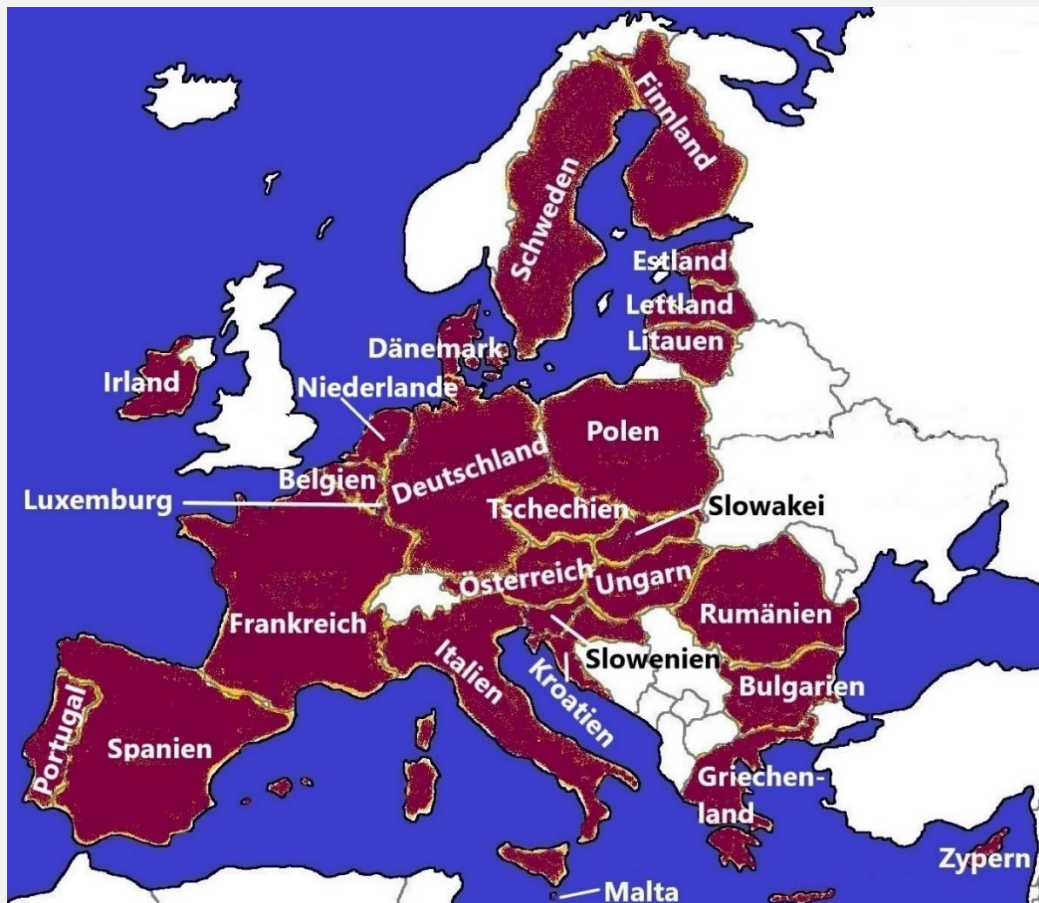 Finnland
Schweden
Estland
Lettland
Litauen
Dänemark
Irland
Niederlande
Polen
Deutschland
Belgien
Luxemburg
Tschechien
Slowakei
Österreich
Ungarn
Rumänien
Frankreich
Italien
Slowenien
Kroatien
Bulgarien
Portugal
Spanien
Griechen-
land
Zypern
Malta